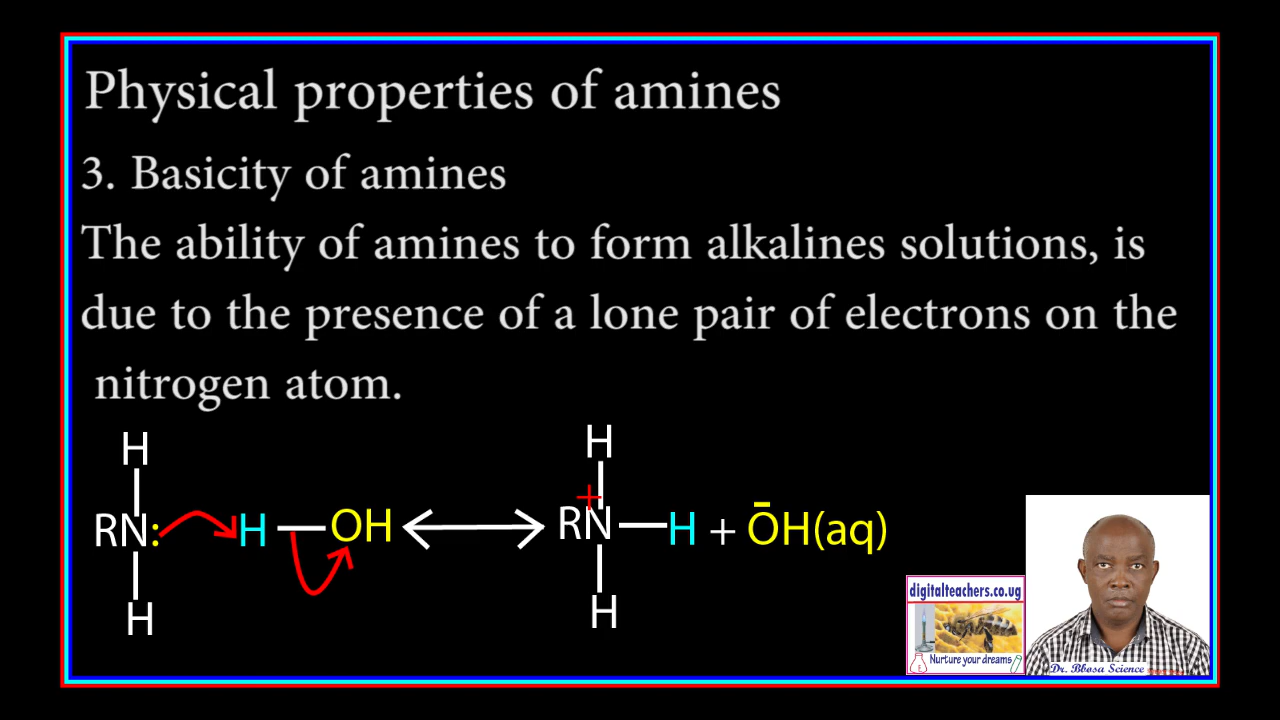 Physical properties of amines
3. Basicity of amines
The ability of amines to form alkalines solutions, is
due to the presence of a lone pair of electrons on the
nitrogen atom.
H H
RN: H — OH ⟷ RN⁺ — H + ŌH(aq)
H H
digitalteachers.co.ug
Nurture your dreams
Dr. Bbosa Science